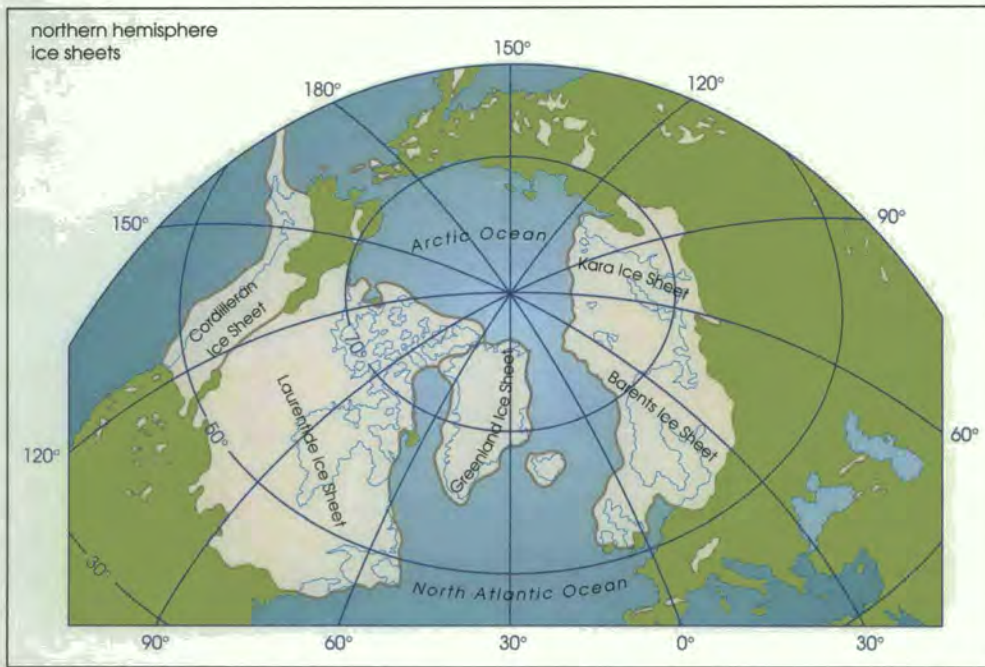 northern hemisphere
ice sheets
150°
180°
120°
150°
90°
Arctic Ocean
Kara Ice Sheet
Cordilleran
Ice Sheet
70°
Laurentide Ice Sheet
Greenland Ice Sheet
Barents Ice Sheet
50°
120°
60°
30°
North Atlantic Ocean
90°
60°
30°
0°
30°